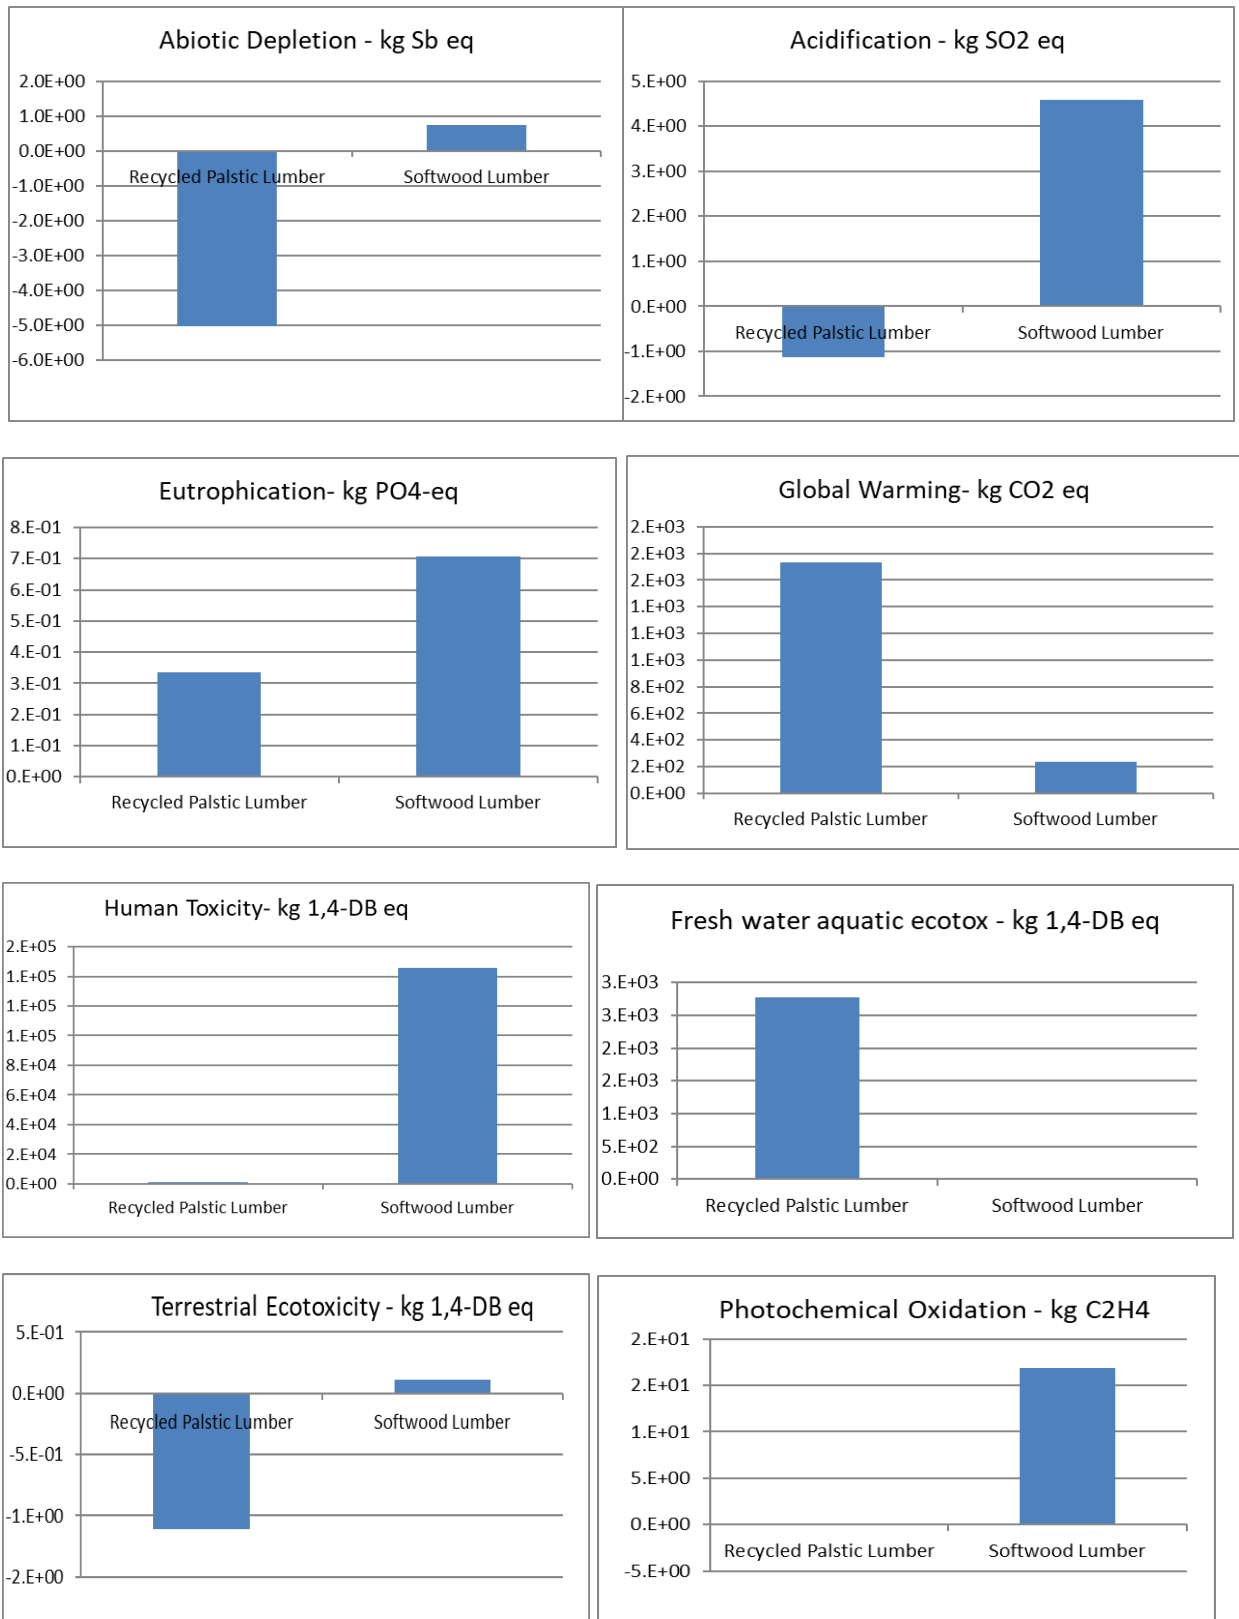 Abiotic Depletion - kg Sb eq
2.0E+00
1.0E+00
0.0E+00
-1.0E+00
-2.0E+00
-3.0E+00
-4.0E+00
-5.0E+00
-6.0E+00
Recycled Palstic Lumber
Softwood Lumber
Acidification - kg SO2 eq
5.E+00
4.E+00
3.E+00
2.E+00
1.E+00
0.E+00
-1.E+00
-2.E+00
Recycled Palstic Lumber
Softwood Lumber
Eutrophication- kg PO4-eq
8.E-01
7.E-01
6.E-01
5.E-01
4.E-01
3.E-01
2.E-01
1.E-01
0.E+00
Recycled Palstic Lumber
Softwood Lumber
Global Warming- kg CO2 eq
2.E+03
2.E+03
2.E+03
1.E+03
1.E+03
1.E+03
8.E+02
6.E+02
4.E+02
2.E+02
0.E+00
Recycled Palstic Lumber
Softwood Lumber
Human Toxicity- kg 1,4-DB eq
2.E+05
1.E+05
1.E+05
1.E+05
8.E+04
6.E+04
4.E+04
2.E+04
0.E+00
Recycled Palstic Lumber
Softwood Lumber
Fresh water aquatic ecotox - kg 1,4-DB eq
3.E+03
3.E+03
2.E+03
2.E+03
1.E+03
5.E+02
0.E+00
Recycled Palstic Lumber
Softwood Lumber
Terrestrial Ecotoxicity - kg 1,4-DB eq
5.E-01
0.E+00
-5.E-01
-1.E+00
-2.E+00
Recycled Palstic Lumber
Softwood Lumber
Photochemical Oxidation - kg C2H4
2.E+01
2.E+01
1.E+01
5.E+00
0.E+00
-5.E+00
Recycled Palstic Lumber
Softwood Lumber